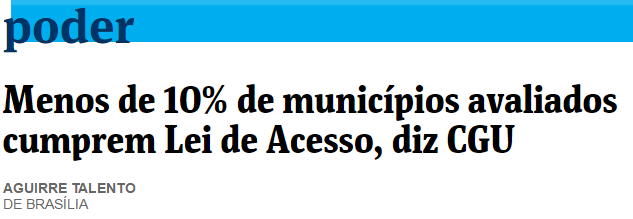 poder
Menos de 10% de municípios avaliados
cumprem Lei de Acesso, diz CGU
AGUIRRE TALENTO
DE BRASÍLIA